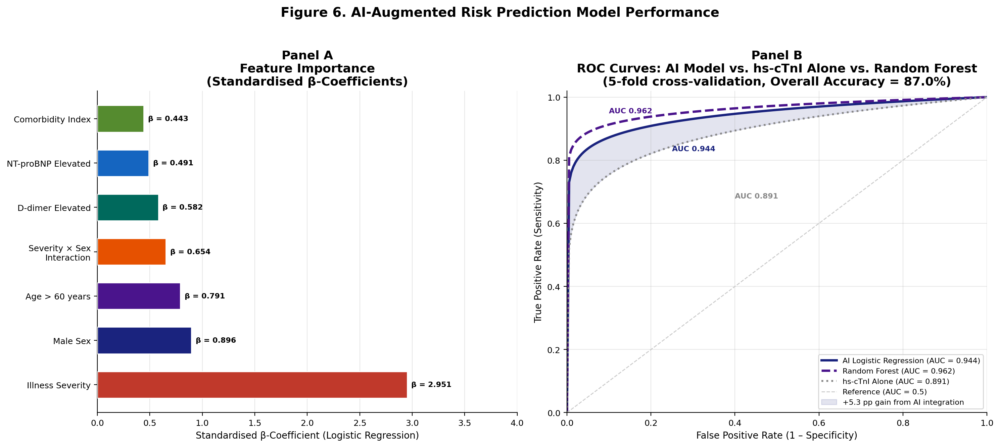 Figure 6. AI-Augmented Risk Prediction Model Performance
Panel A
Feature Importance
(Standardised β-Coefficients)
Comorbidity Index
β = 0.443
NT-proBNP Elevated
β = 0.491
D-dimer Elevated
β = 0.582
Severity × Sex
Interaction
β = 0.654
Age > 60 years
β = 0.791
Male Sex
β = 0.896
Illness Severity
β = 2.951
0.0 0.5 1.0 1.5 2.0 2.5 3.0 3.5 4.0
Standardised β-Coefficient (Logistic Regression)
Panel B
ROC Curves: AI Model vs. hs-cTnI Alone vs. Random Forest
(5-fold cross-validation, Overall Accuracy = 87.0%)
True Positive Rate (Sensitivity)
1.0
0.8
0.6
0.4
0.2
0.0
AUC 0.962
AUC 0.944
AUC 0.891
AI Logistic Regression (AUC = 0.944)
Random Forest (AUC = 0.962)
hs-cTnI Alone (AUC = 0.891)
Reference (AUC = 0.5)
+5.3 pp gain from AI integration
0.0 0.2 0.4 0.6 0.8 1.0
False Positive Rate (1 – Specificity)